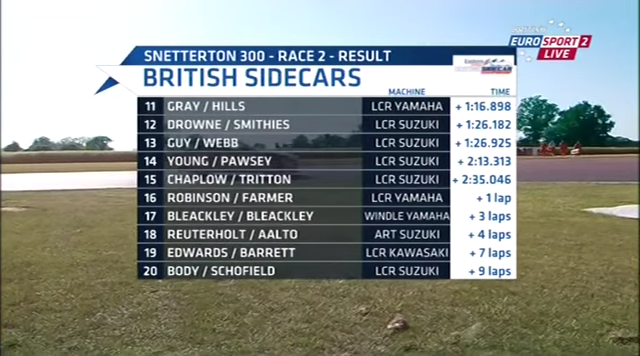 BRITISH
EUROSPORT 2
LIVE
SNETTERTON 300 - RACE 2 - RESULT
BRITISH SIDECARS
SIDECAR
MACHINE TIME
11 GRAY / HILLS LCR YAMAHA + 1:16.898
12 DROWNE / SMITHIES LCR SUZUKI + 1:26.182
13 GUY / WEBB LCR SUZUKI + 1:26.925
14 YOUNG / PAWSEY LCR SUZUKI + 2:13.313
15 CHAPLOW / TRITTON LCR SUZUKI + 2:35.046
16 ROBINSON / FARMER LCR YAMAHA + 1 lap
17 BLEACKLEY / BLEACKLEY WINDLE YAMAHA + 3 laps
18 REUTERHOLT / AALTO ART SUZUKI + 4 laps
19 EDWARDS / BARRETT LCR KAWASAKI + 7 laps
20 BODY / SCHOFIELD LCR SUZUKI + 9 laps